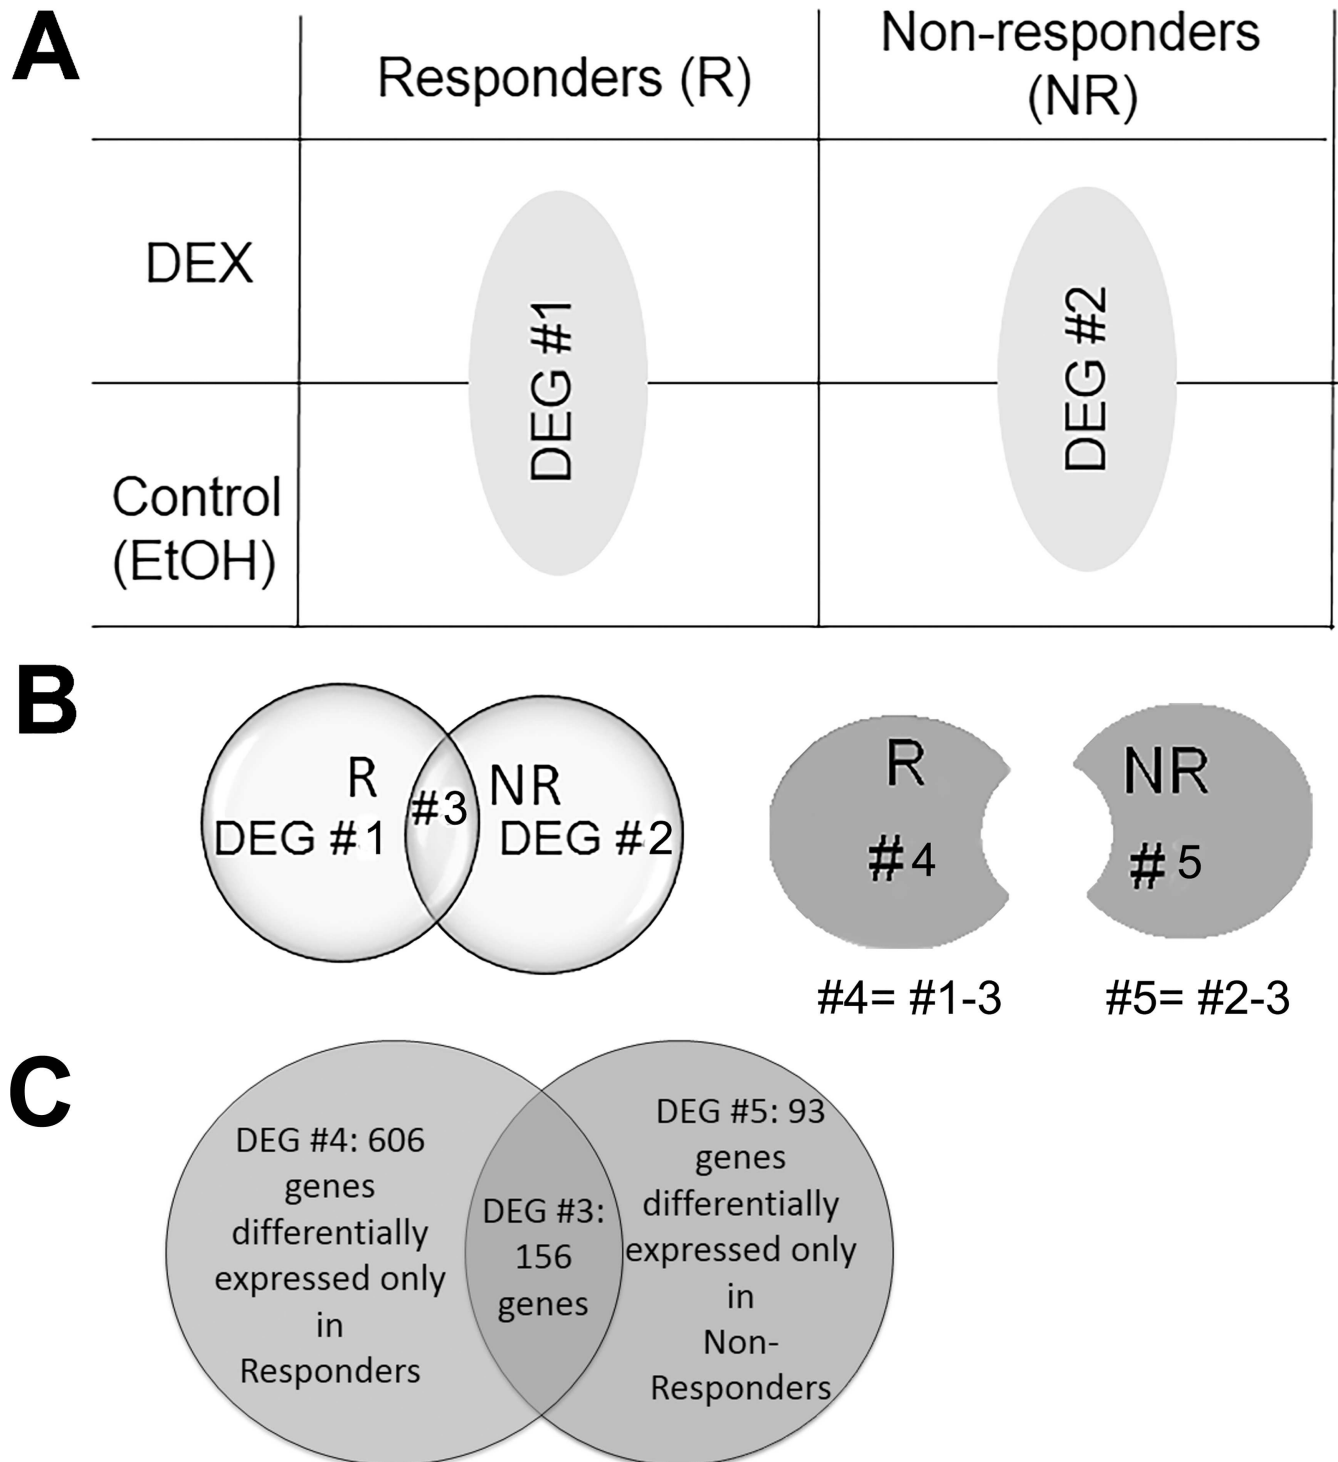 A
Responders (R)
Non-responders
(NR)
DEX
DEG #1
DEG #2
Control
(EtOH)
B
R
DEG #1
#3
NR
DEG #2
R
#4
NR
# 5
#4= #1-3
#5= #2-3
C
DEG #4: 606
genes
differentially
expressed only
in
Responders
DEG #3:
156
genes
DEG #5: 93
genes
differentially
expressed only
in
Non-
Responders